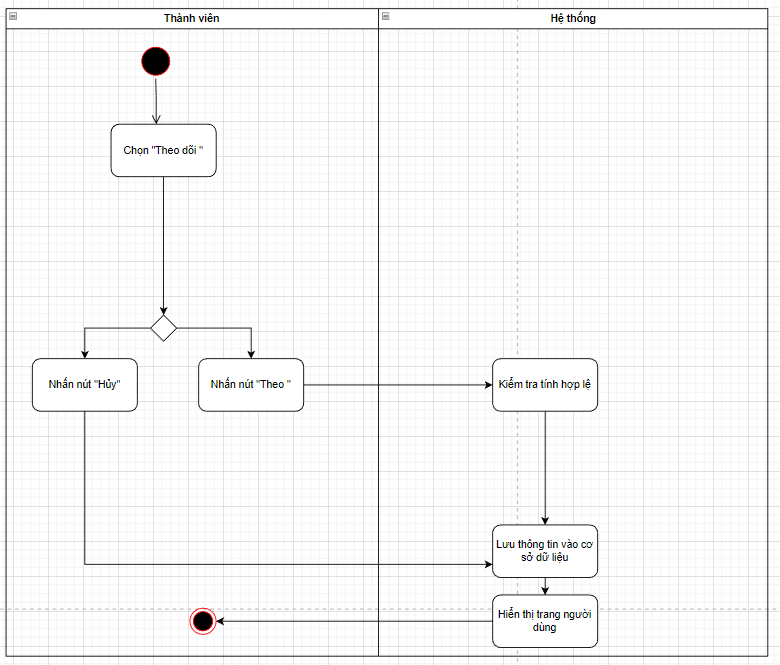 Thành viên
Hệ thống
Chọn "Theo dõi "
Nhấn nút "Hủy"
Nhấn nút "Theo "
Kiểm tra tính hợp lệ
Lưu thông tin vào cơ
sở dữ liệu
Hiển thị trang người
dùng